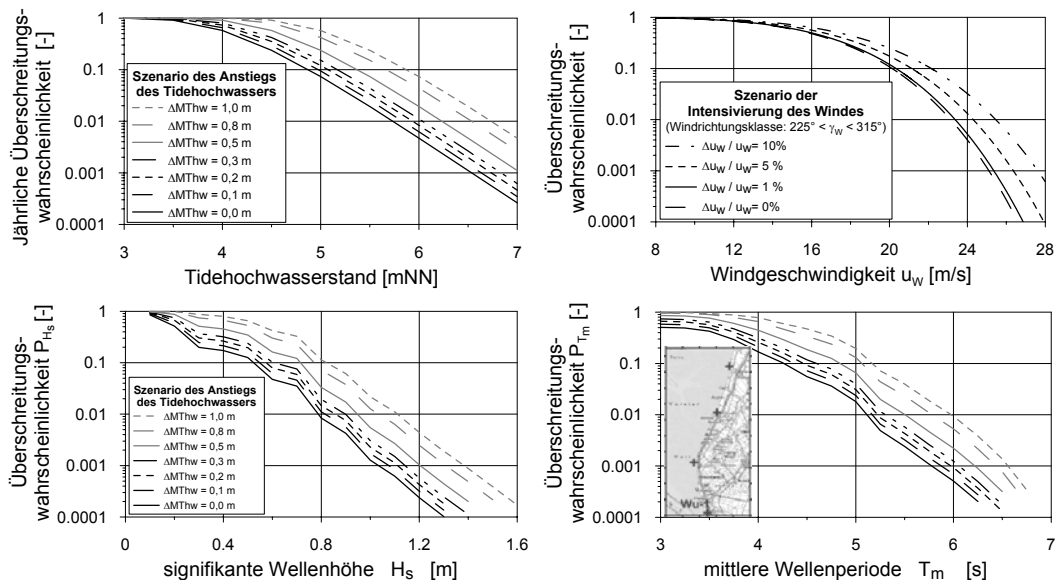 Jährliche Überschreitungs-
wahrscheinlichkeit [-]
1
0.1
0.01
0.001
0.0001
Szenario des Anstiegs
des Tidehochwassers
ΔMThw = 1,0 m
ΔMThw = 0,8 m
ΔMThw = 0,5 m
ΔMThw = 0,3 m
ΔMThw = 0,2 m
ΔMThw = 0,1 m
ΔMThw = 0,0 m
3 4 5 6 7
Tidehochwasserstand [mNN]
Überschreitungs-
wahrscheinlichkeit [-]
1
0.1
0.01
0.001
0.0001
Szenario der
Intensivierung des Windes
(Windrichtungsklasse: 225° < γW < 315°)
ΔuW / uW= 10%
ΔuW / uW= 5 %
ΔuW / uW= 1 %
ΔuW / uW= 0%
8 12 16 20 24 28
Windgeschwindigkeit uW [m/s]
Überschreitungs-
wahrscheinlichkeit PHs [-]
1
0.1
0.01
0.001
0.0001
Szenario des Anstiegs
des Tidehochwassers
ΔMThw = 1,0 m
ΔMThw = 0,8 m
ΔMThw = 0,5 m
ΔMThw = 0,3 m
ΔMThw = 0,2 m
ΔMThw = 0,1 m
ΔMThw = 0,0 m
0 0.4 0.8 1.2 1.6
signifikante Wellenhöhe Hs [m]
Überschreitungs-
wahrscheinlichkeit PTm [-]
1
0.1
0.01
0.001
0.0001
3 4 5 6 7
mittlere Wellenperiode Tm [s]